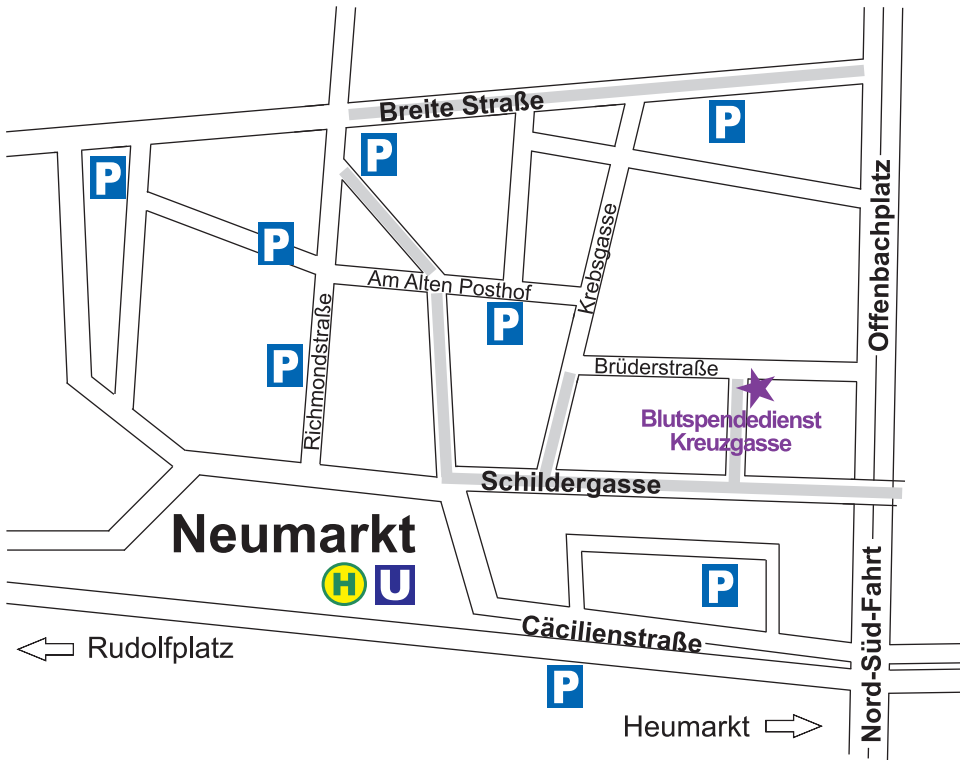 Breite Straße
P
P
P
P
Offenbachplatz
Krebsgasse
Am Alten Posthof
P
P
Richmondstraße
Brüderstraße
Blutspendedienst
Kreuzgasse
Schildergasse
Neumarkt
H U
P
Nord-Süd-Fahrt
Cäcilienstraße
Rudolfplatz
P
Heumarkt